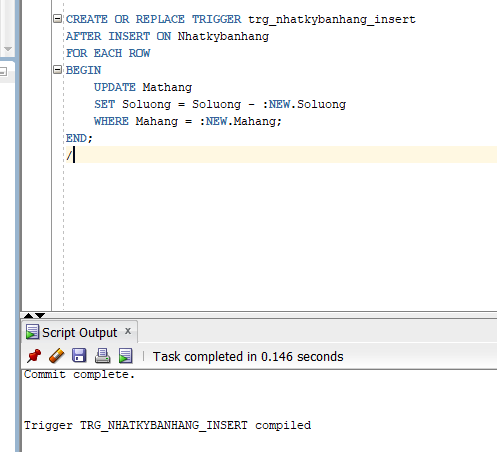 CREATE OR REPLACE TRIGGER trg_nhatkybanhang_insert
AFTER INSERT ON Nhatkybanhang
FOR EACH ROW
BEGIN
    UPDATE Mathang
    SET Soluong = Soluong - :NEW.Soluong
    WHERE Mahang = :NEW.Mahang;
END;
/
Script Output x
Task completed in 0.146 seconds
Commit complete.
Trigger TRG_NHATKYBANHANG_INSERT compiled